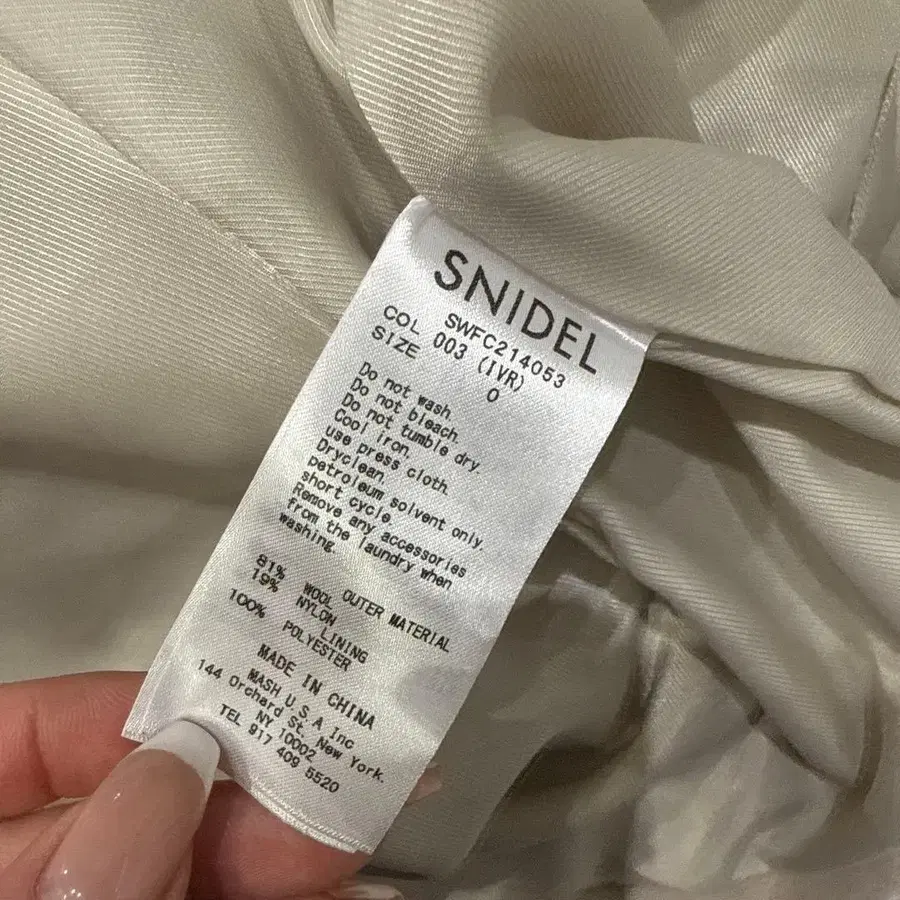 SNIDEL
SWFC214053
COL 003 (IVR)
SIZE 0
Do not wash.
Do not bleach.
Do not tumble dry.
Cool iron,
use press cloth.
Dryclean,
petroleum solvent only.
short cycle.
Remove any accessories
from the laundry when
washing.
OUTER MATERIAL
81% WOOL
19% NYLON
LINING
100% POLYESTER
MADE IN CHINA
MASH U.S.A, Inc
144 Orchard St. New York.
NY 10002
TEL 917 409 5520